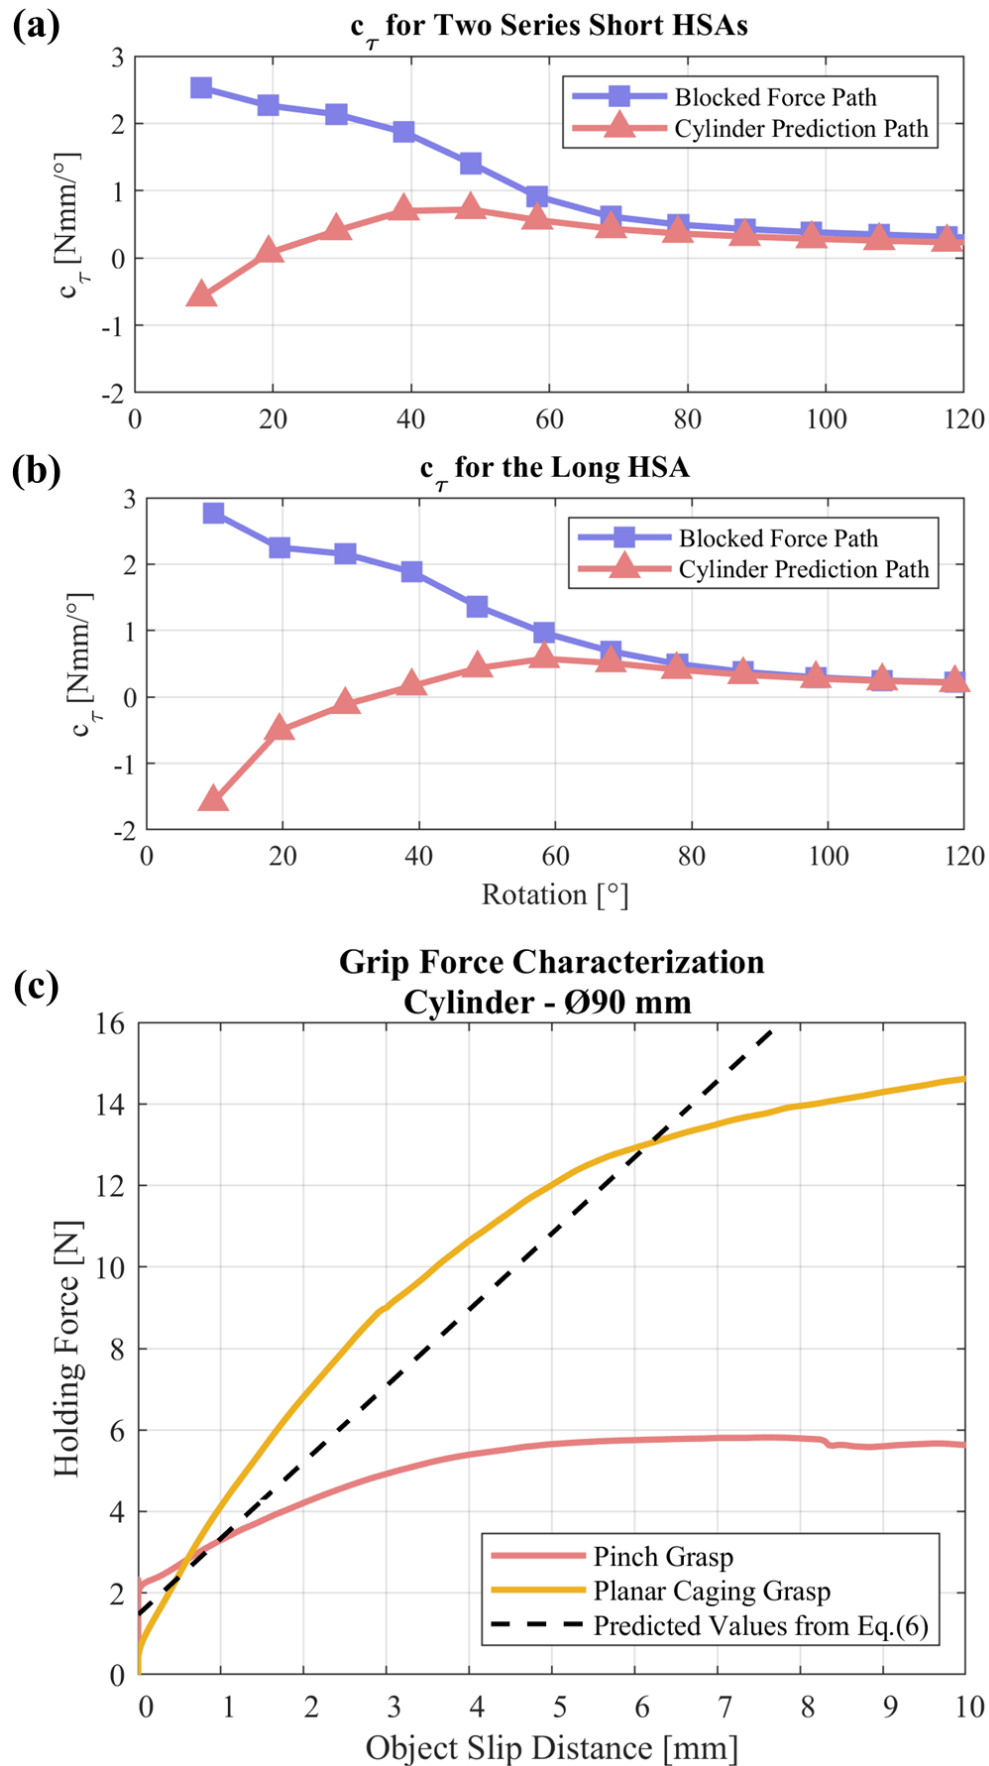 (a)
c_τ for Two Series Short HSAs
3
2
1
0
-1
-2
c_τ [Nmm/°]
Blocked Force Path
Cylinder Prediction Path
0 20 40 60 80 100 120
(b)
c_τ for the Long HSA
3
2
1
0
-1
-2
c_τ [Nmm/°]
Blocked Force Path
Cylinder Prediction Path
0 20 40 60 80 100 120
Rotation [°]
(c)
Grip Force Characterization
Cylinder - Ø90 mm
16
14
12
10
8
6
4
2
0
Holding Force [N]
Pinch Grasp
Planar Caging Grasp
Predicted Values from Eq.(6)
0 1 2 3 4 5 6 7 8 9 10
Object Slip Distance [mm]